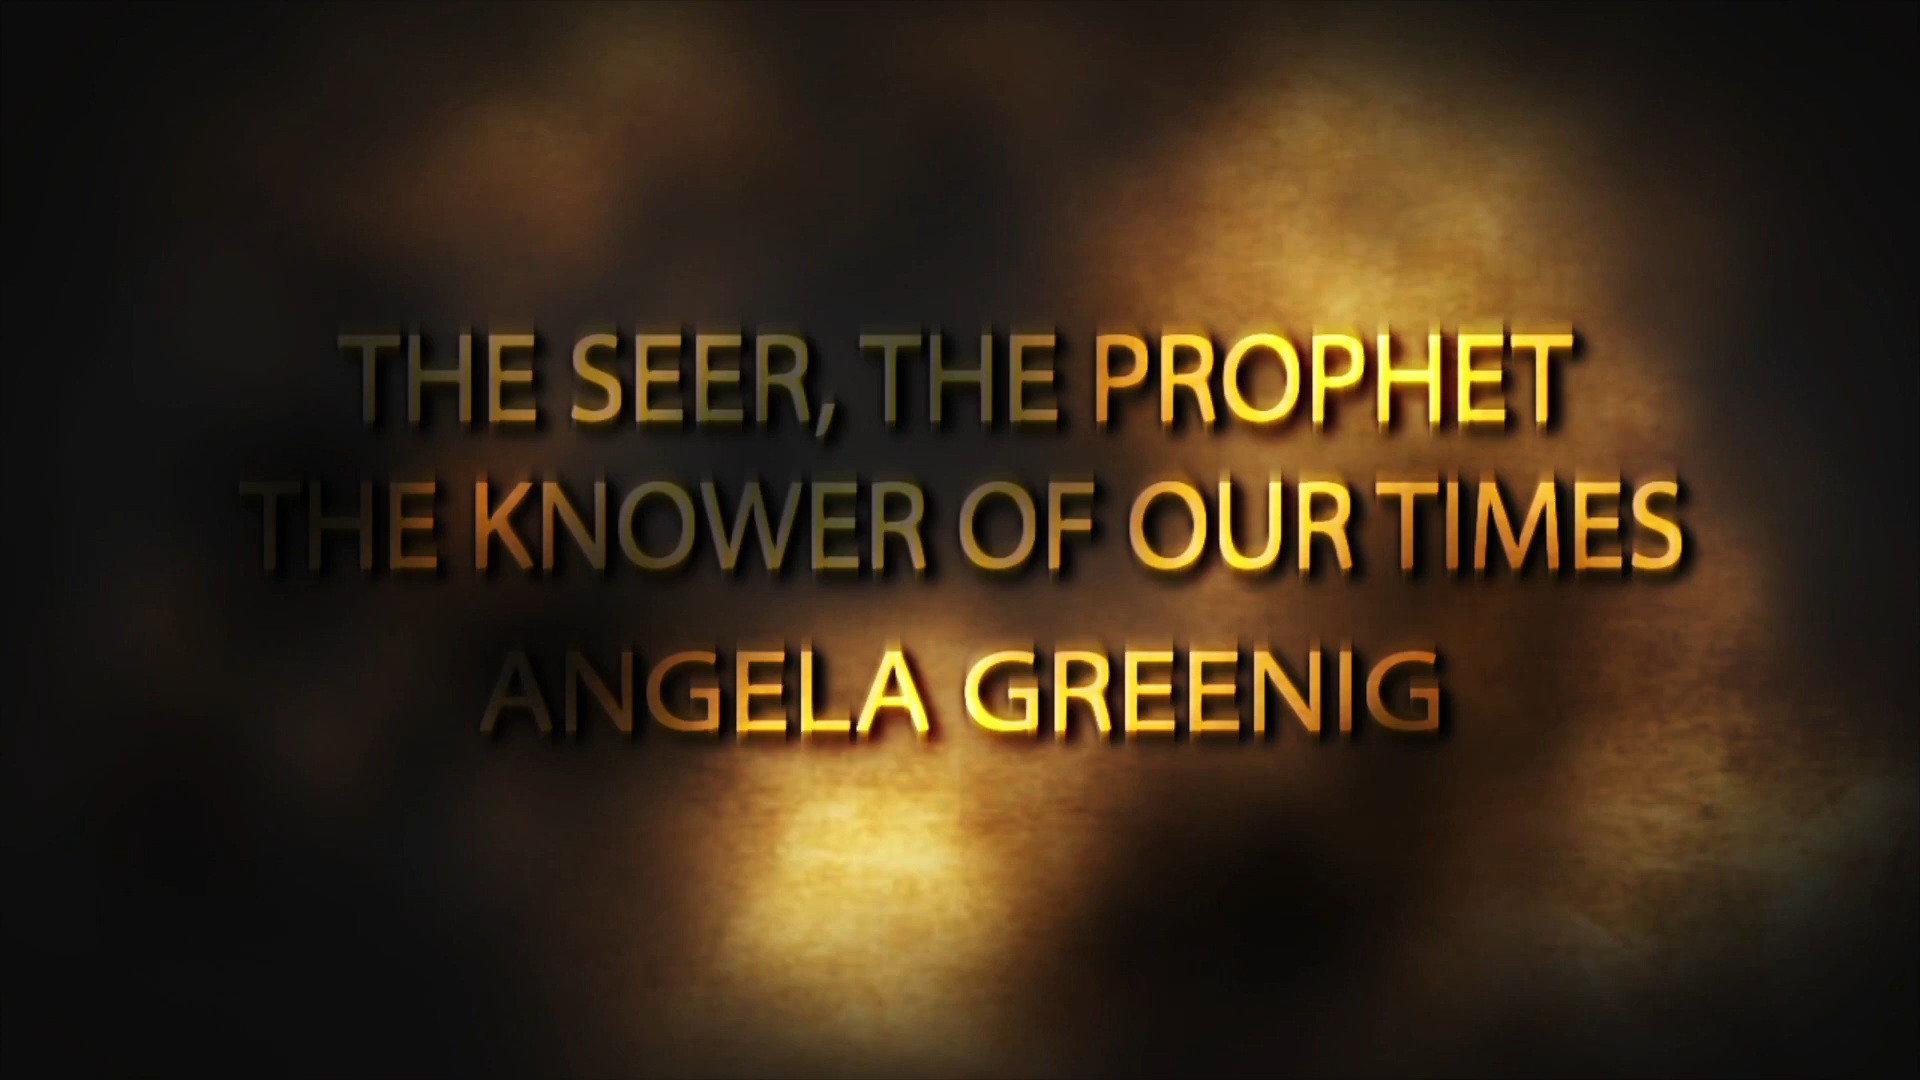 THE SEER, THE PROPHET
THE KNOWER OF OUR TIMES
ANGELA GREENIG